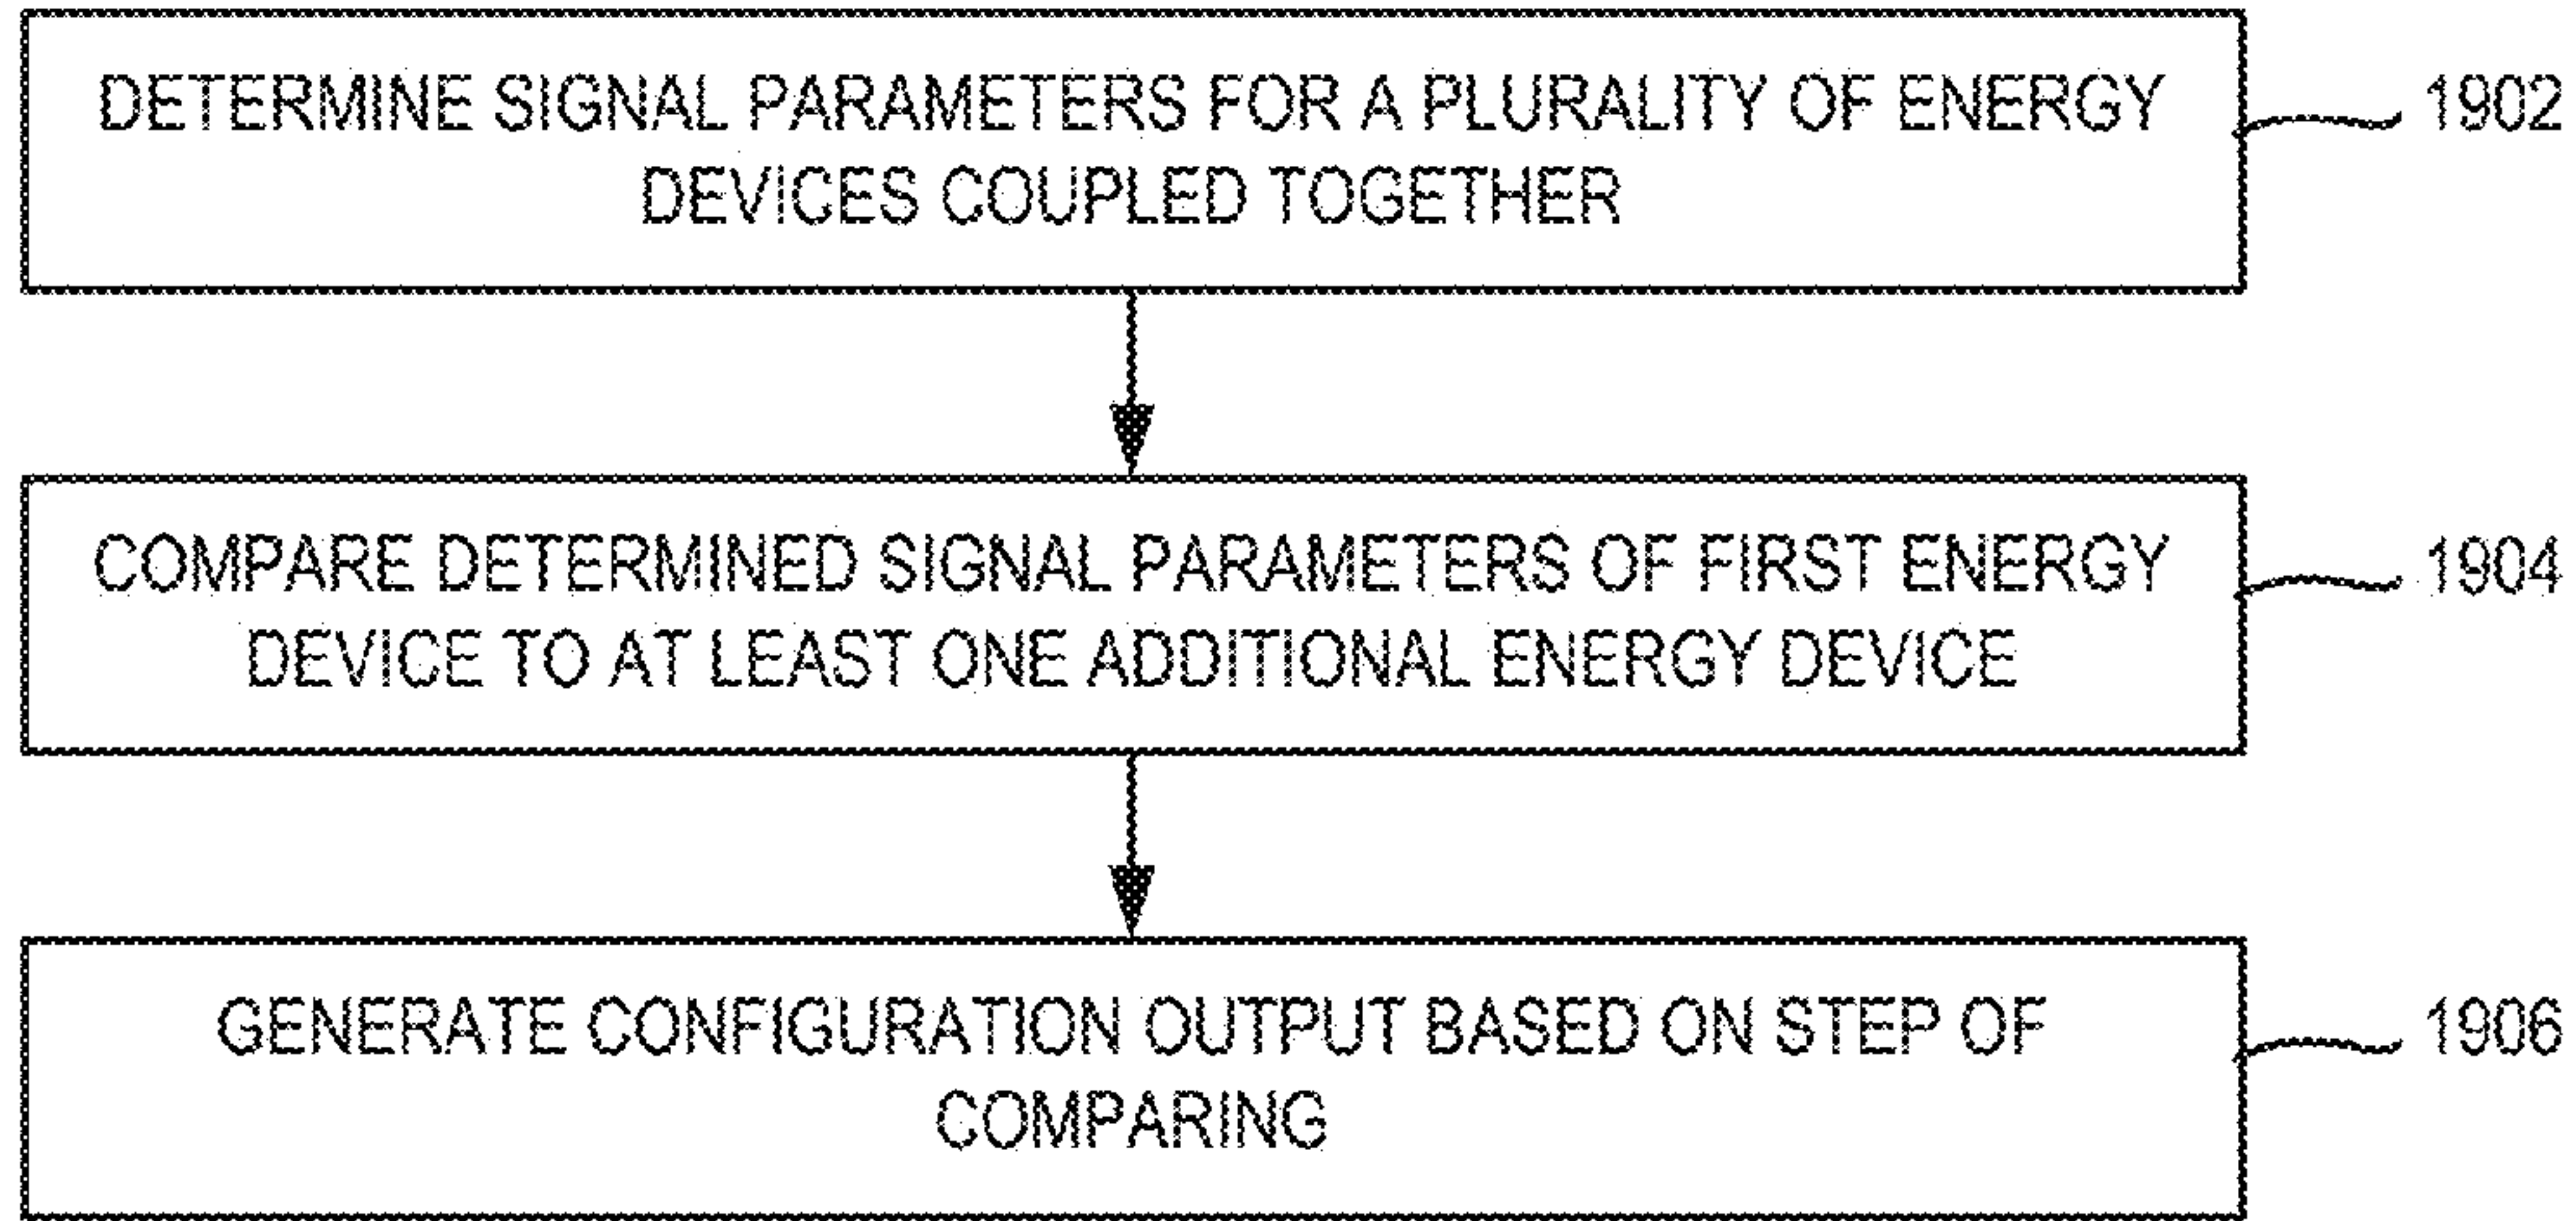 DETERMINE SIGNAL PARAMETERS FOR A PLURALITY OF ENERGY
DEVICES COUPLED TOGETHER
1902
COMPARE DETERMINED SIGNAL PARAMETERS OF FIRST ENERGY
DEVICE TO AT LEAST ONE ADDITIONAL ENERGY DEVICE
1904
GENERATE CONFIGURATION OUTPUT BASED ON STEP OF
COMPARING
1906